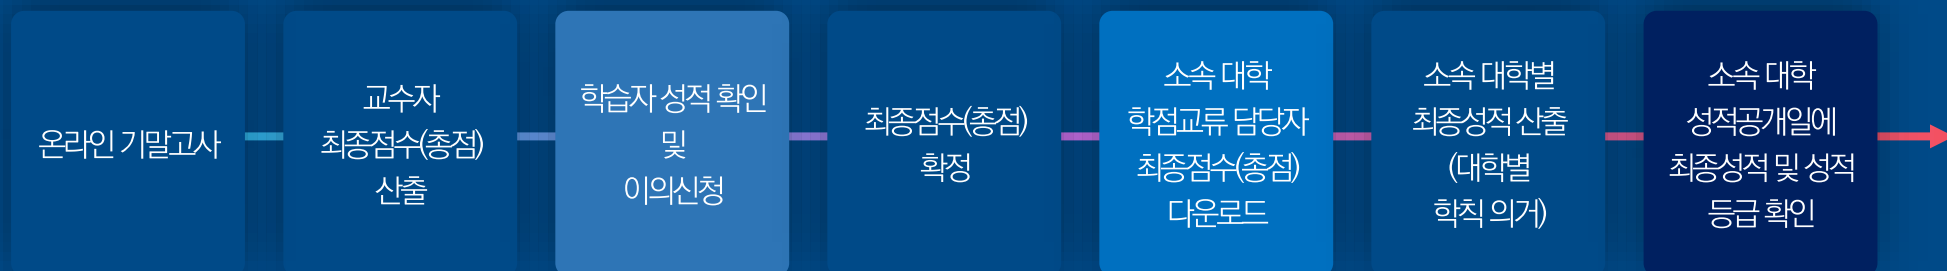 온라인 기말고사
교수자
최종점수(총점)
산출
학습자 성적 확인
및
이의신청
최종점수(총점)
확정
소속 대학
학점교류 담당자
최종점수(총점)
다운로드
소속 대학별
최종성적 산출
(대학별
학칙 의거)
소속 대학
성적공개일에
최종성적 및 성적
등급 확인